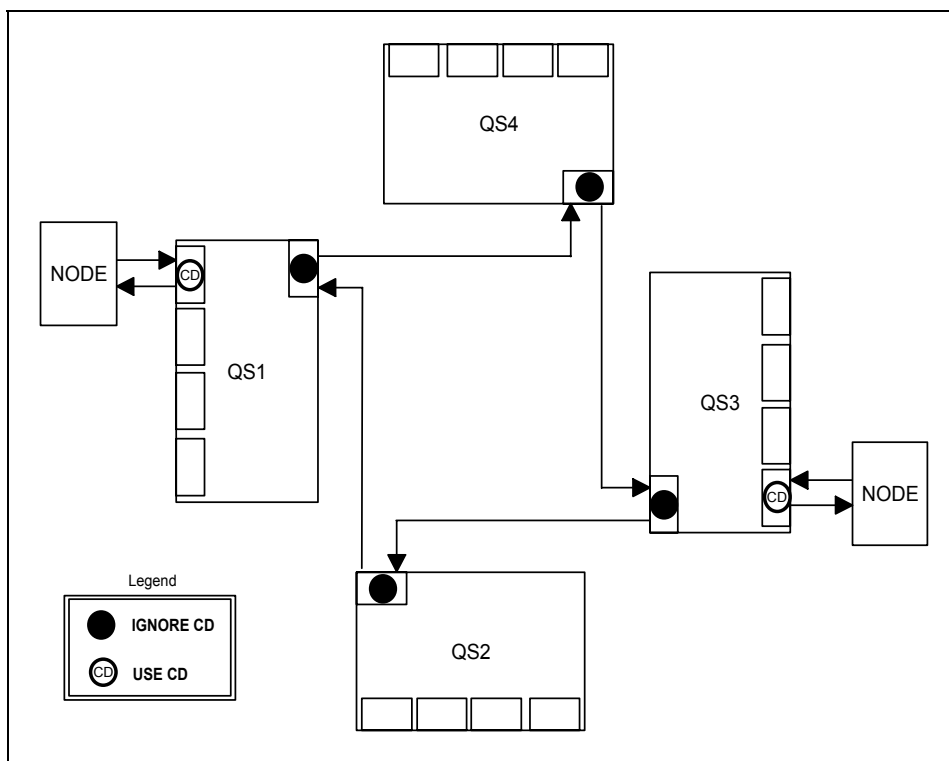 QS4
NODE
CD
QS1
QS3
CD
NODE
Legend
IGNORE CD
CD
USE CD
QS2